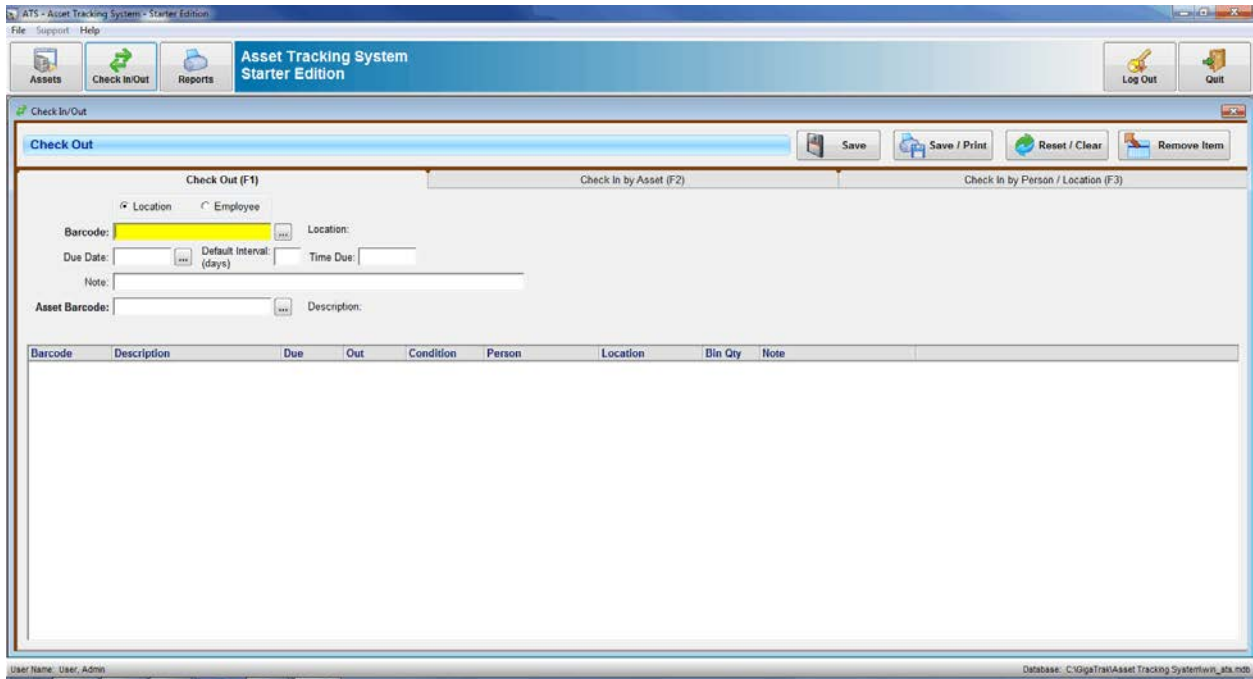 ATS - Asset Tracking System - Starter Edition
File Support Help
Assets Check In/Out Reports Asset Tracking System Log Out Quit
Starter Edition
Check In/Out
Check Out Save Save / Print Reset / Clear Remove Item
Check Out (F1) Check In by Asset (F2) Check In by Person / Location (F3)
Location Employee
Barcode: ... Location:
Due Date: ... Default Interval: Time Due:
(days)
Note:
Asset Barcode: ... Description:
Barcode Description Due Out Condition Person Location Bin Qty Note
User Name: User, Admin Database: C:\GigaTrak\Asset Tracking System\win_ats.mdb